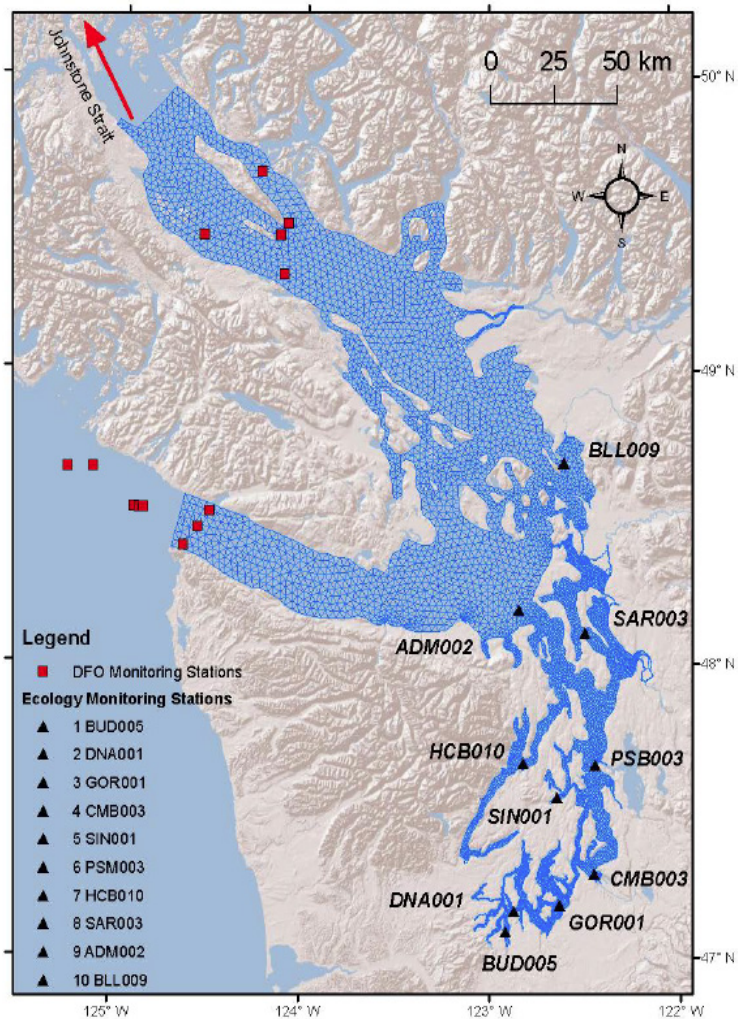 Johnstone Strait
0 25 50 km
50° N
N
W E
S
49° N
BLL009
SAR003
ADM002
48° N
Legend
DFO Monitoring Stations
Ecology Monitoring Stations
1 BUD005
2 DNA001
3 GOR001
4 CMB003
5 SIN001
6 PSM003
7 HCB010
8 SAR003
9 ADM002
10 BLL009
HCB010
PSB003
SIN001
CMB003
DNA001
GOR001
BUD005
47° N
125° W 124° W 123° W 122° W